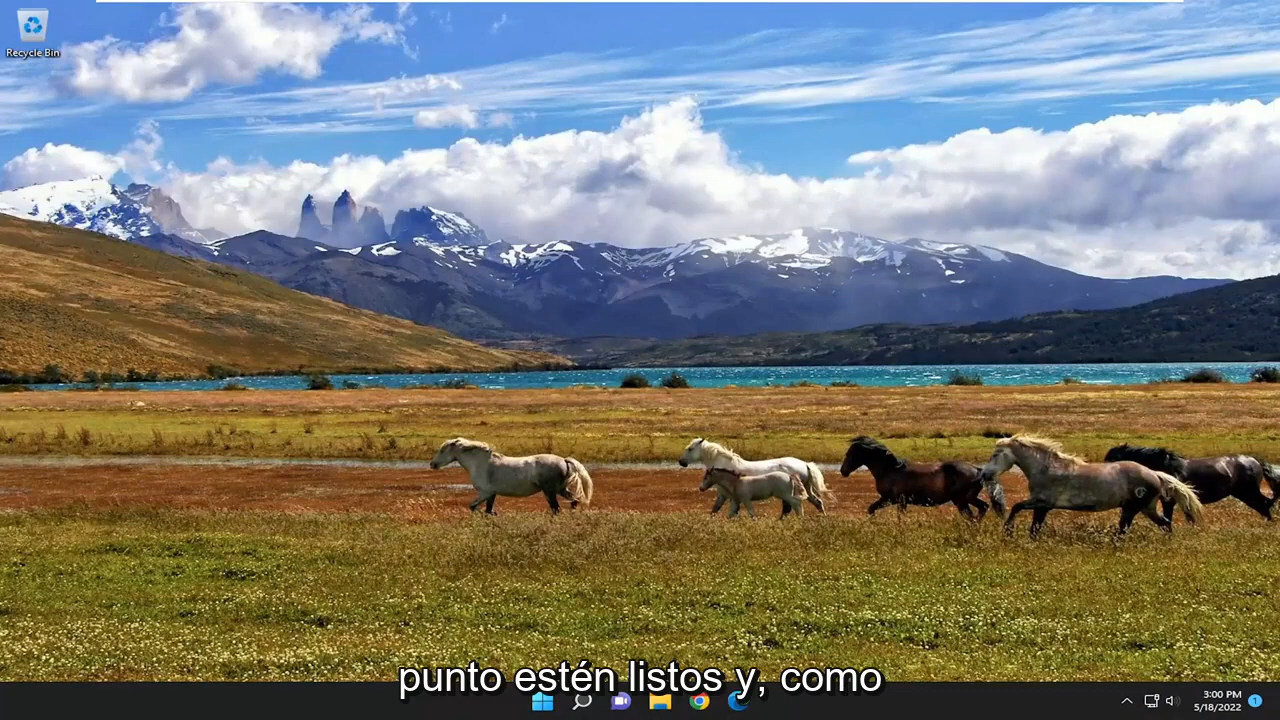 Recycle Bin
punto estén listos y, como
3:00 PM
5/18/2022
1